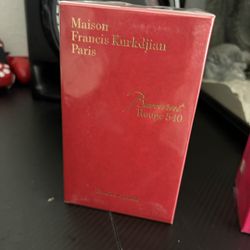 Maison
Francis Kurkdjian
Paris
Baccarat
Rouge 540